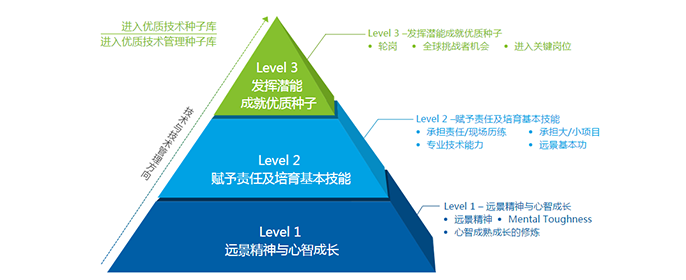 进入优质技术种子库
进入优质技术管理种子库
技术与技术管理方向
Level 3
发挥潜能
成就优质种子
Level 3 –发挥潜能成就优质种子
• 轮岗 • 全球挑战者机会 • 进入关键岗位
Level 2
赋予责任及培育基本技能
Level 2 –赋予责任及培育基本技能
• 承担责任/现场历练 • 承担大/小项目
• 专业技术能力 • 远景基本功
Level 1
远景精神与心智成长
Level 1 – 远景精神与心智成长
• 远景精神 • Mental Toughness
• 心智成熟成长的修炼